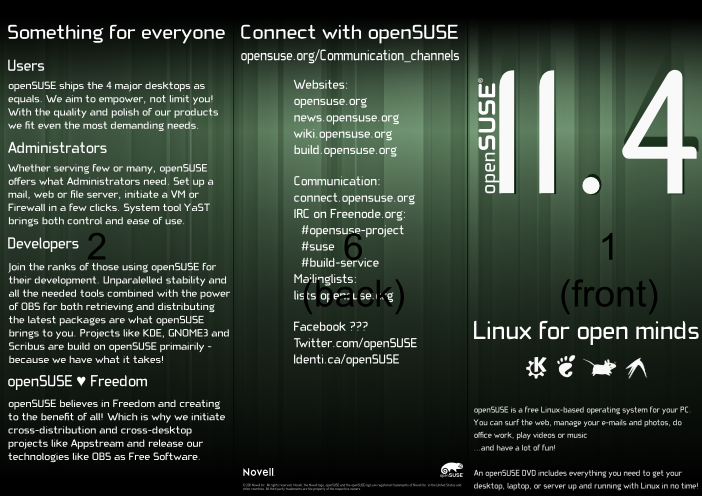 Something for everyone
Users
openSUSE ships the 4 major desktops as
equals. We aim to empower, not limit you!
With the quality and polish of our products
we fit even the most demanding needs.
Administrators
Whether serving few or many, openSUSE
offers what Administrators need. Set up a
mail, web or file server, initiate a VM or
Firewall in a few clicks. System tool YaST
brings both control and ease of use.
Developers
2
Join the ranks of those using openSUSE for
their development. Unparalelled stability and
all the needed tools combined with the power
of OBS for both retrieving and distributing
the latest packages are what openSUSE
brings to you. Projects like KDE, GNOME3 and
Scribus are build on openSUSE primairily -
because we have what it takes!
openSUSE ♥ Freedom
openSUSE believes in Freedom and creating
to the benefit of all! Which is why we initiate
cross-distribution and cross-desktop
projects like Appstream and release our
technologies like OBS as Free Software.
Connect with openSUSE
opensuse.org/Communication_channels
Websites:
opensuse.org
news.opensuse.org
wiki.opensuse.org
build.opensuse.org
Communication:
connect.opensuse.org
IRC on Freenode.org:
#opensuse-project
#suse
#build-service
Mailinglists:
lists.opensuse.org
6
(back)
Facebook ???
Twitter.com/openSUSE
Identi.ca/openSUSE
Novell
openSUSE
openSUSE®
11.4
1
(front)
Linux for open minds
openSUSE is a free Linux-based operating system for your PC.
You can surf the web, manage your e-mails and photos, do
office work, play videos or music
...and have a lot of fun!
An openSUSE DVD includes everything you need to get your
desktop, laptop, or server up and running with Linux in no time!